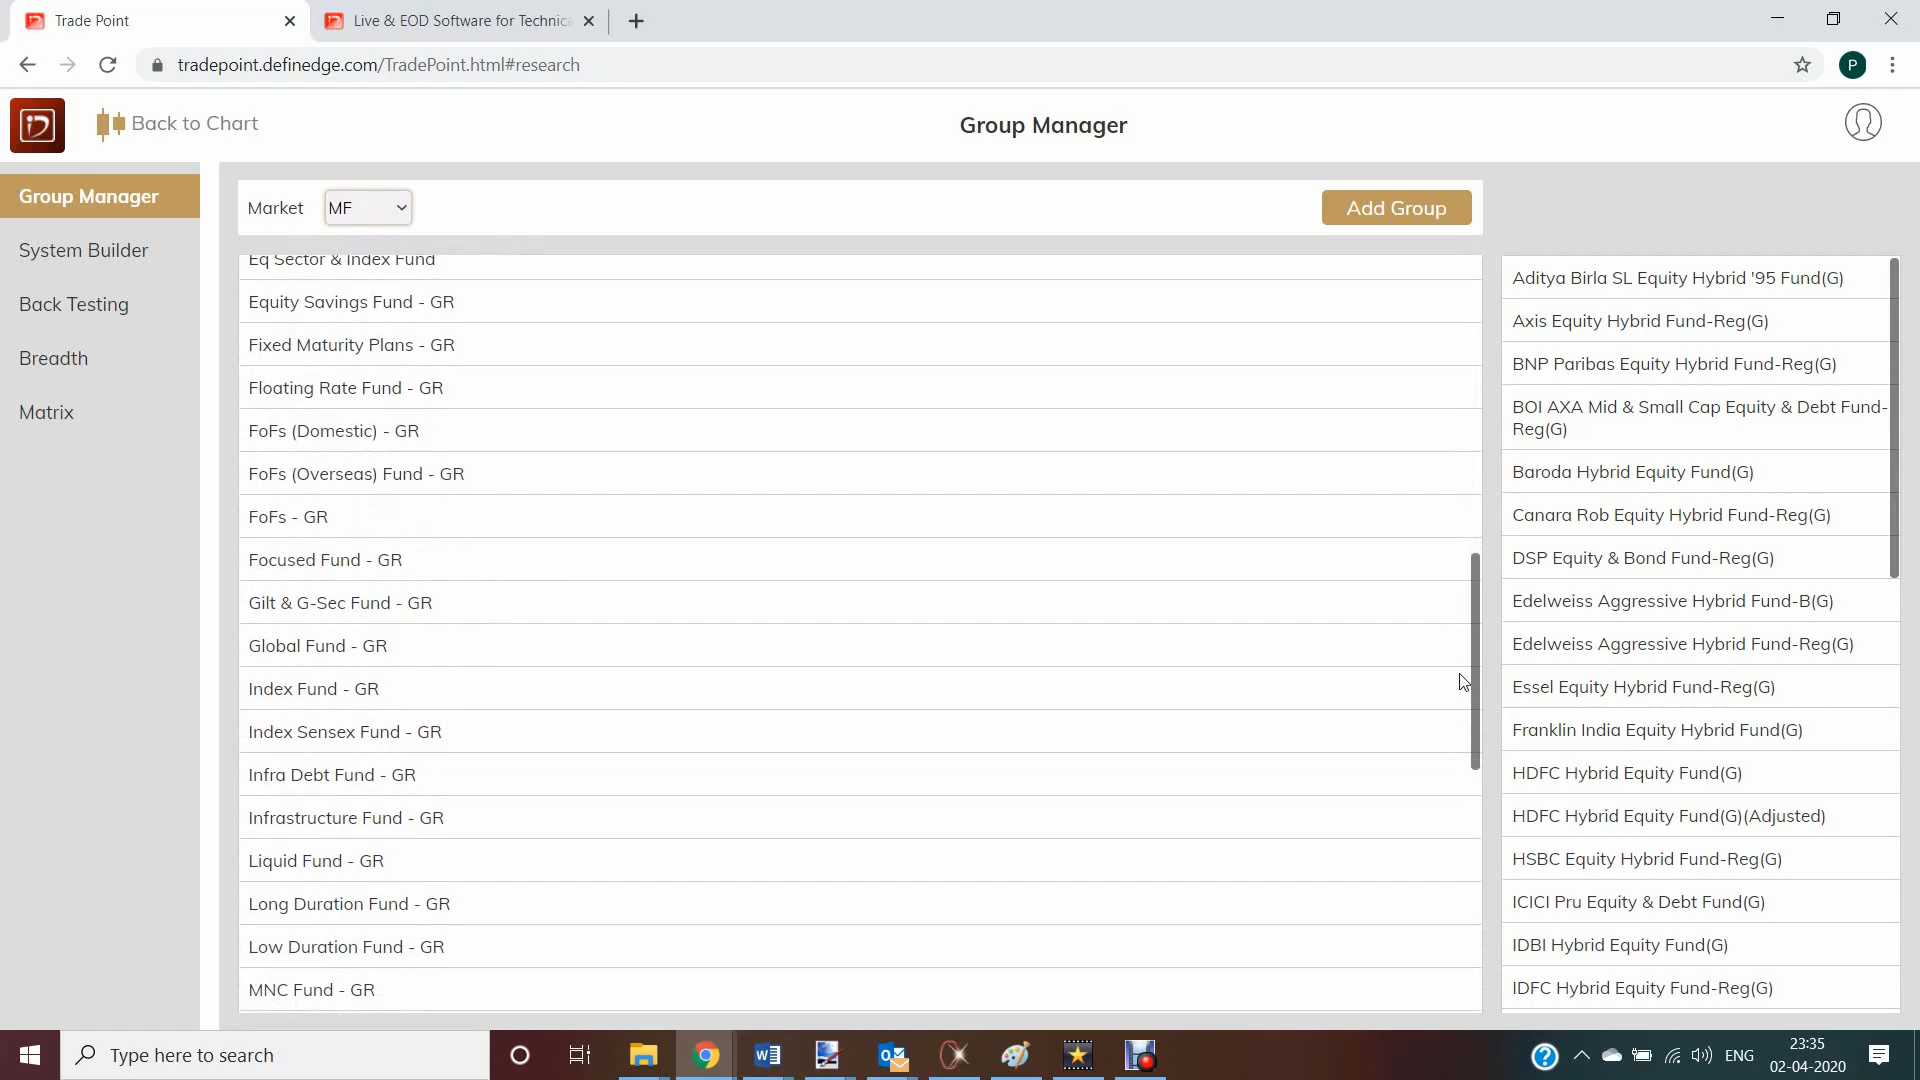 Trade Point
Live & EOD Software for Technica
tradepoint.definedge.com/TradePoint.html#research
P
Back to Chart
Group Manager
Group Manager
System Builder
Back Testing
Breadth
Matrix
Market
MF
Add Group
Eq Sector & Index Fund
Equity Savings Fund - GR
Fixed Maturity Plans - GR
Floating Rate Fund - GR
FoFs (Domestic) - GR
FoFs (Overseas) Fund - GR
FoFs - GR
Focused Fund - GR
Gilt & G-Sec Fund - GR
Global Fund - GR
Index Fund - GR
Index Sensex Fund - GR
Infra Debt Fund - GR
Infrastructure Fund - GR
Liquid Fund - GR
Long Duration Fund - GR
Low Duration Fund - GR
MNC Fund - GR
Aditya Birla SL Equity Hybrid '95 Fund(G)
Axis Equity Hybrid Fund-Reg(G)
BNP Paribas Equity Hybrid Fund-Reg(G)
BOI AXA Mid & Small Cap Equity & Debt Fund-
Reg(G)
Baroda Hybrid Equity Fund(G)
Canara Rob Equity Hybrid Fund-Reg(G)
DSP Equity & Bond Fund-Reg(G)
Edelweiss Aggressive Hybrid Fund-B(G)
Edelweiss Aggressive Hybrid Fund-Reg(G)
Essel Equity Hybrid Fund-Reg(G)
Franklin India Equity Hybrid Fund(G)
HDFC Hybrid Equity Fund(G)
HDFC Hybrid Equity Fund(G)(Adjusted)
HSBC Equity Hybrid Fund-Reg(G)
ICICI Pru Equity & Debt Fund(G)
IDBI Hybrid Equity Fund(G)
IDFC Hybrid Equity Fund-Reg(G)
Type here to search
ENG
23:35
02-04-2020